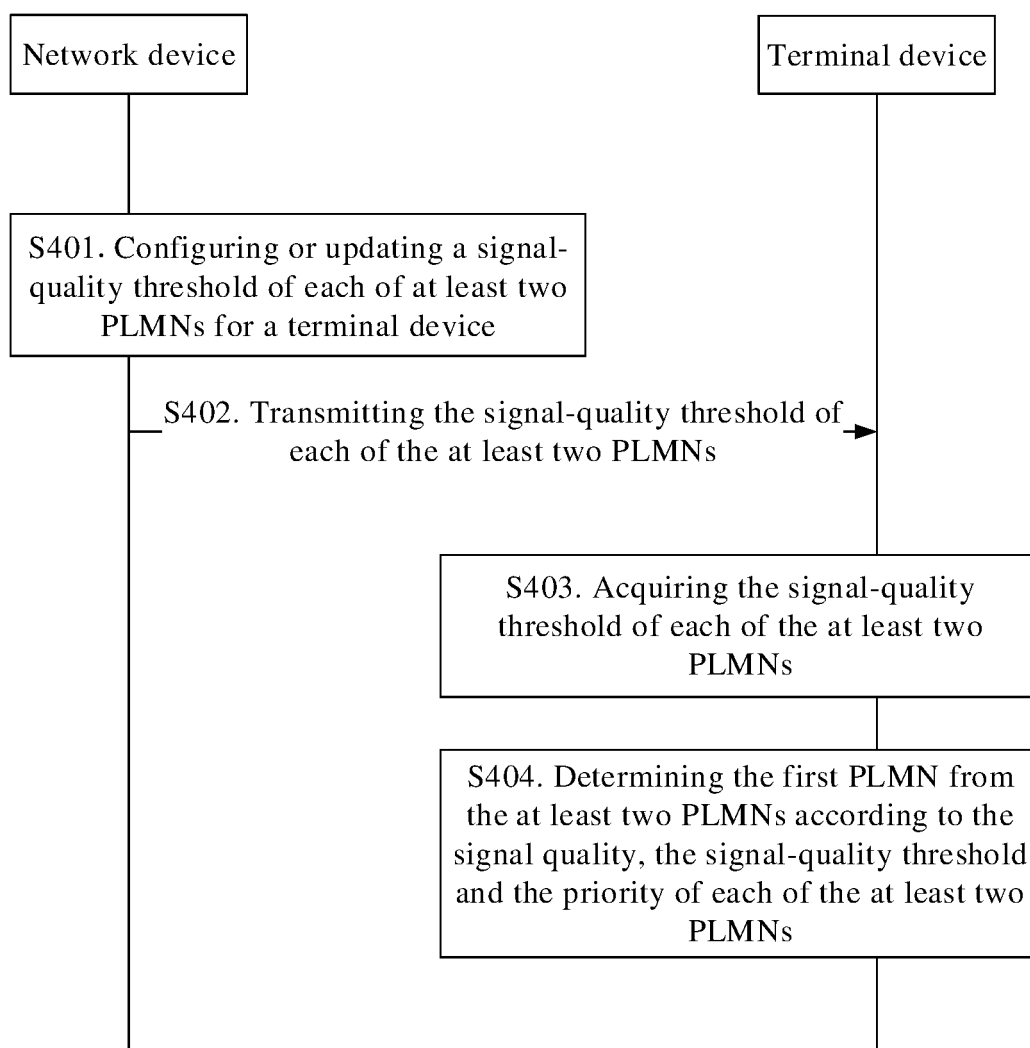 Network device
Terminal device
S401. Configuring or updating a signal-
quality threshold of each of at least two
PLMNs for a terminal device
S402. Transmitting the signal-quality threshold of
each of the at least two PLMNs
S403. Acquiring the signal-quality
threshold of each of the at least two
PLMNs
S404. Determining the first PLMN from
the at least two PLMNs according to the
signal quality, the signal-quality threshold
and the priority of each of the at least two
PLMNs